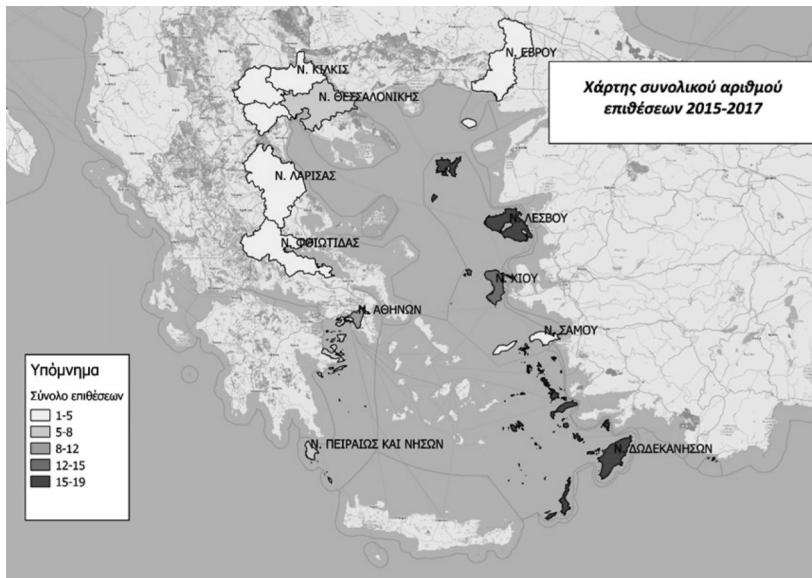 Ν. ΕΒΡΟΥ
Χάρτης συνολικού αριθμού
επιθέσεων 2015-2017
Ν. ΚΙΛΚΙΣ
Ν. ΘΕΣΣΑΛΟΝΙΚΗΣ
Ν. ΛΑΡΙΣΑΣ
Ν. ΛΕΣΒΟΥ
Ν. ΦΘΙΩΤΙΔΑΣ
Ν. ΧΙΟΥ
Ν. ΑΘΗΝΩΝ
Ν. ΣΑΜΟΥ
Ν. ΠΕΙΡΑΙΩΣ ΚΑΙ ΝΗΣΩΝ
Ν. ΔΩΔΕΚΑΝΗΣΩΝ
Υπόμνημα
Σύνολο επιθέσεων
1-5
5-8
8-12
12-15
15-19